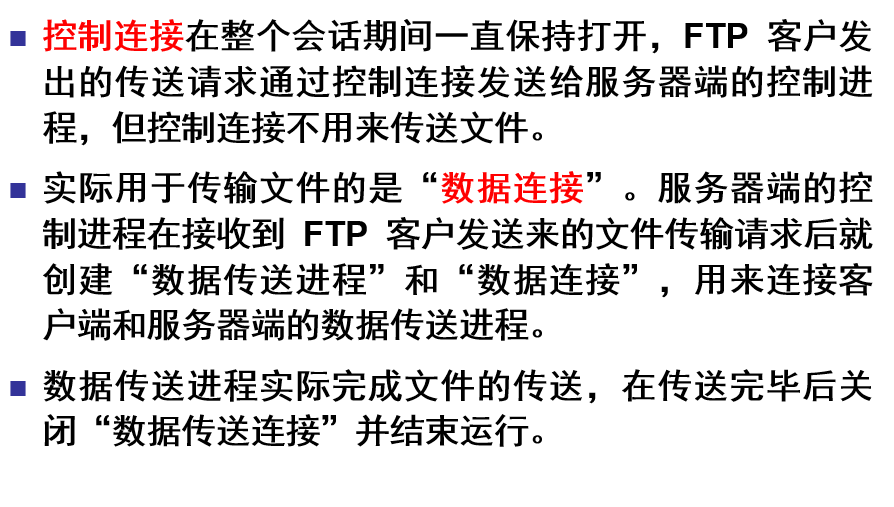 控制连接在整个会话期间一直保持打开，FTP 客户发
出的传送请求通过控制连接发送给服务器端的控制进
程，但控制连接不用来传送文件。
实际用于传输文件的是“数据连接”。服务器端的控
制进程在接收到 FTP 客户发送来的文件传输请求后就
创建“数据传送进程”和“数据连接”，用来连接客
户端和服务器端的数据传送进程。
数据传送进程实际完成文件的传送，在传送完毕后关
闭“数据传送连接”并结束运行。